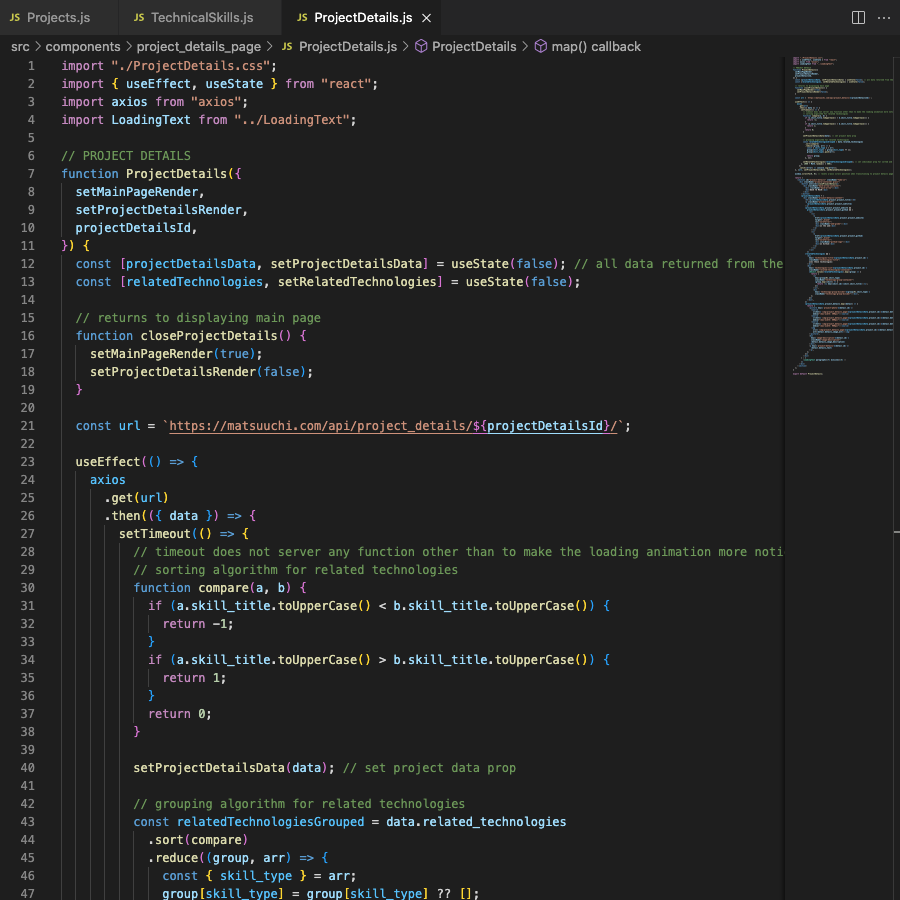 JS Projects.js JS TechnicalSkills.js JS ProjectDetails.js ×
src > components > project_details_page > JS ProjectDetails.js > ProjectDetails > map() callback
1 import "./ProjectDetails.css";
2 import { useEffect, useState } from "react";
3 import axios from "axios";
4 import LoadingText from "../LoadingText";
5
6 // PROJECT DETAILS
7 function ProjectDetails({
8 setMainPageRender,
9 setProjectDetailsRender,
10 projectDetailsId,
11 }) {
12 const [projectDetailsData, setProjectDetailsData] = useState(false); // all data returned from the
13 const [relatedTechnologies, setRelatedTechnologies] = useState(false);
14
15 // returns to displaying main page
16 function closeProjectDetails() {
17 setMainPageRender(true);
18 setProjectDetailsRender(false);
19 }
20
21 const url = `https://matsuuchi.com/api/project_details/${projectDetailsId}/`;
22
23 useEffect(() => {
24 axios
25 .get(url)
26 .then(({ data }) => {
27 setTimeout(() => {
28 // timeout does not server any function other than to make the loading animation more noti
29 // sorting algorithm for related technologies
30 function compare(a, b) {
31 if (a.skill_title.toUpperCase() < b.skill_title.toUpperCase()) {
32 return -1;
33 }
34 if (a.skill_title.toUpperCase() > b.skill_title.toUpperCase()) {
35 return 1;
36 }
37 return 0;
38 }
39
40 setProjectDetailsData(data); // set project data prop
41
42 // grouping algorithm for related technologies
43 const relatedTechnologiesGrouped = data.related_technologies
44 .sort(compare)
45 .reduce((group, arr) => {
46 const { skill_type } = arr;
47 group[skill_type] = group[skill_type] ?? [];